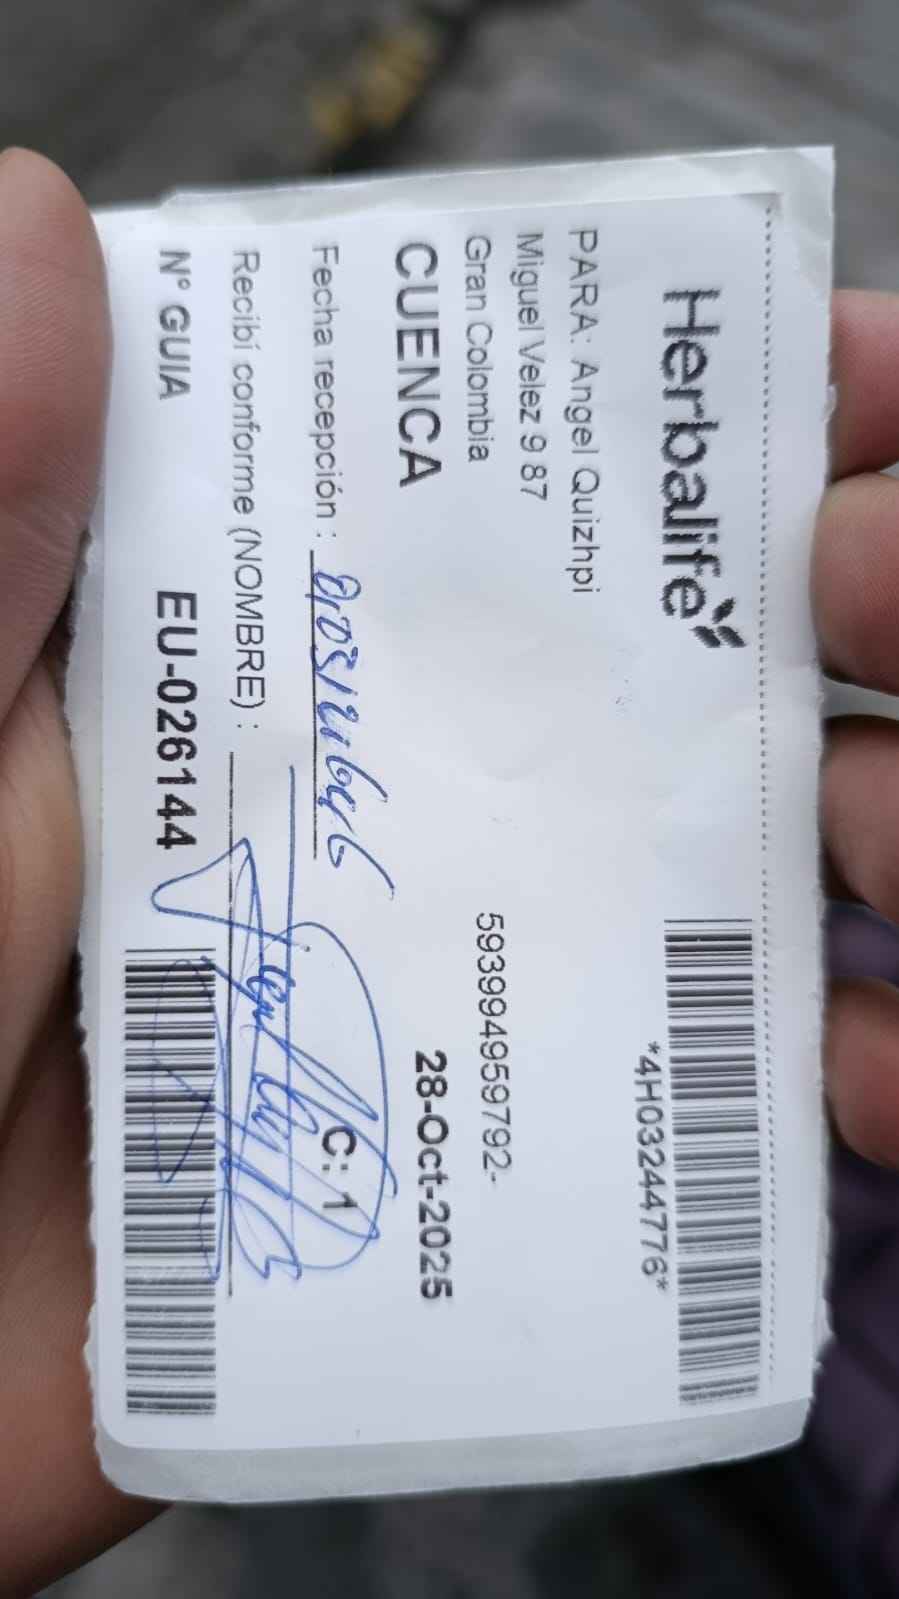 Herbalife
*4H03244776*
PARA: Angel Quizhpi
Miguel Velez 9 87
Gran Colombia
593994959792-
CUENCA
28-Oct-2025
Fecha recepción :
C: 1
Recibí conforme (NOMBRE) :
N° GUIA EU-026144